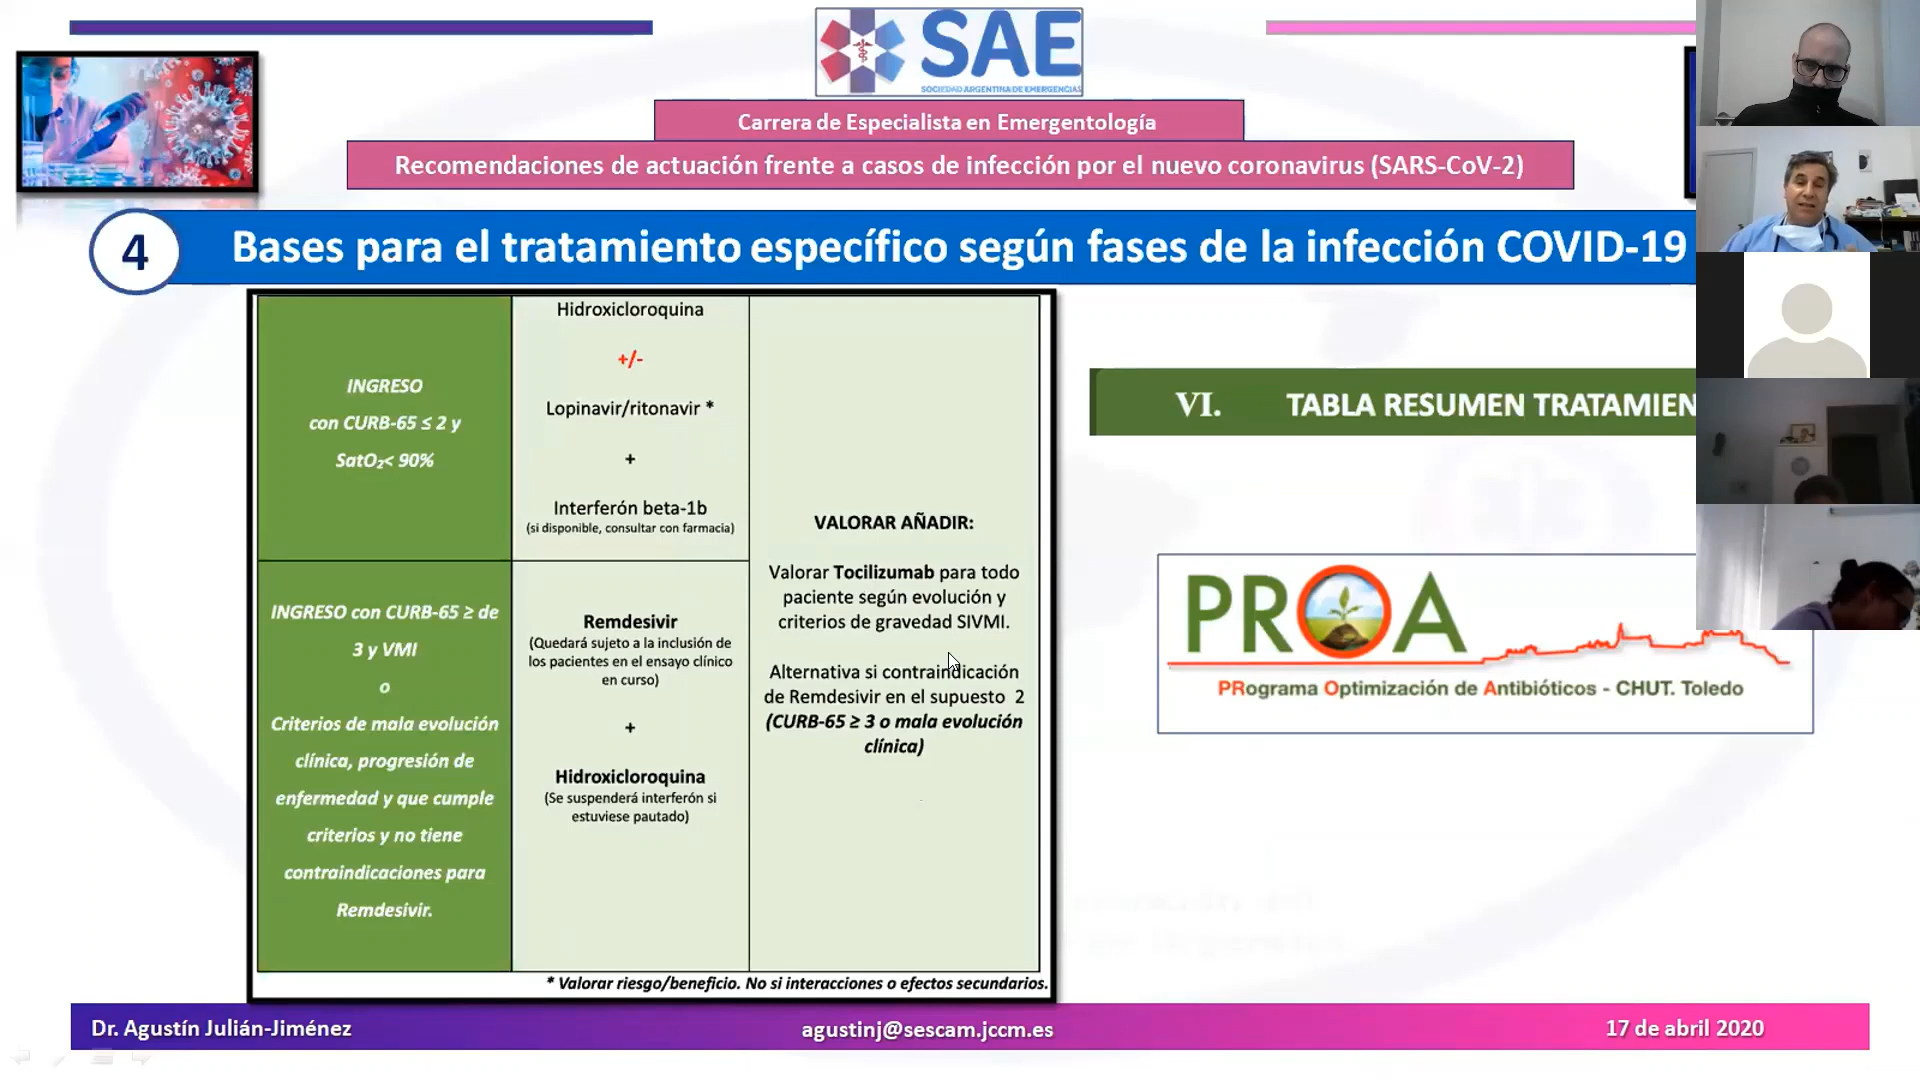 SAE
SOCIEDAD ARGENTINA DE EMERGENCIAS
Carrera de Especialista en Emergentología
Recomendaciones de actuación frente a casos de infección por el nuevo coronavirus (SARS-CoV-2)
4
Bases para el tratamiento específico según fases de la infección COVID-19
INGRESO
con CURB-65 ≤ 2 y
SatO₂< 90%
Hidroxicloroquina
+/-
Lopinavir/ritonavir *
+
Interferón beta-1b
(si disponible, consultar con farmacia)
INGRESO con CURB-65 ≥ de
3 y VMI
o
Criterios de mala evolución
clínica, progresión de
enfermedad y que cumple
criterios y no tiene
contraindicaciones para
Remdesivir.
Remdesivir
(Quedará sujeto a la inclusión de
los pacientes en el ensayo clínico
en curso)
+
Hidroxicloroquina
(Se suspenderá interferón si
estuviese pautado)
VALORAR AÑADIR:
Valorar Tocilizumab para todo
paciente según evolución y
criterios de gravedad SIVMI.
Alternativa si contraindicación
de Remdesivir en el supuesto 2
(CURB-65 ≥ 3 o mala evolución
clínica)
* Valorar riesgo/beneficio. No si interacciones o efectos secundarios.
VI. TABLA RESUMEN TRATAMIEN
PROA
PRograma Optimización de Antibióticos - CHUT. Toledo
Dr. Agustín Julián-Jiménez
agustinj@sescam.jccm.es
17 de abril 2020